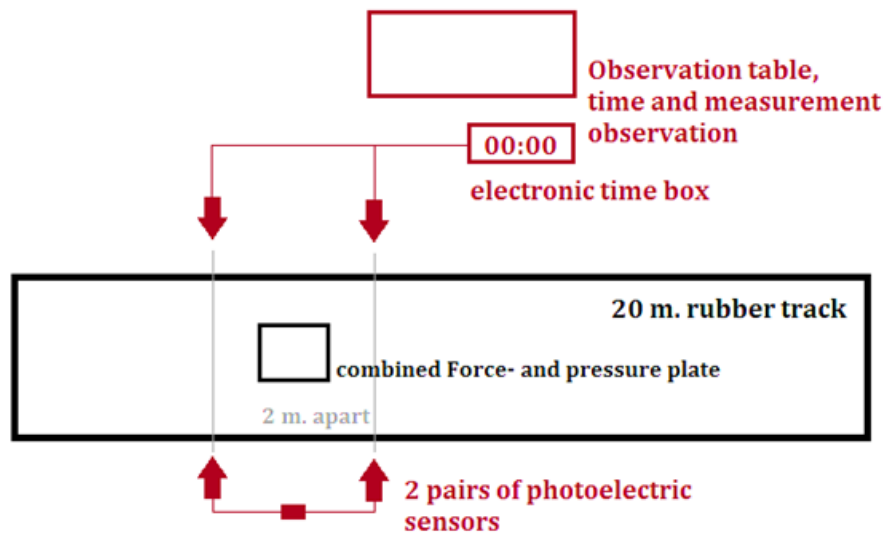 Observation table,
time and measurement
observation
00:00
electronic time box
20 m. rubber track
combined Force- and pressure plate
2 m. apart
2 pairs of photoelectric
sensors